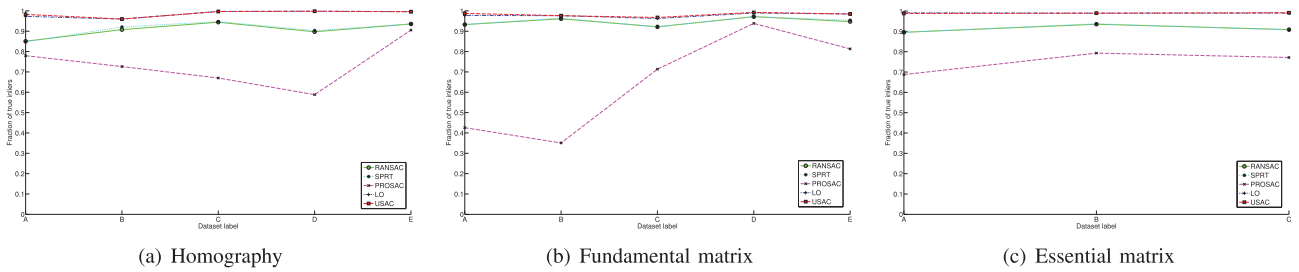 Fraction of true inliers
1
0.9
0.8
0.7
0.6
0.5
0.4
0.3
0.2
0.1
0
A
B
C
D
E
Dataset label
RANSAC
SPRT
PROSAC
LO
USAC
(a) Homography
Fraction of true inliers
1
0.9
0.8
0.7
0.6
0.5
0.4
0.3
0.2
0.1
0
A
B
C
D
E
Dataset label
RANSAC
SPRT
PROSAC
LO
USAC
(b) Fundamental matrix
Fraction of true inliers
1
0.9
0.8
0.7
0.6
0.5
0.4
0.3
0.2
0.1
0
A
B
C
Dataset label
RANSAC
SPRT
PROSAC
LO
USAC
(c) Essential matrix